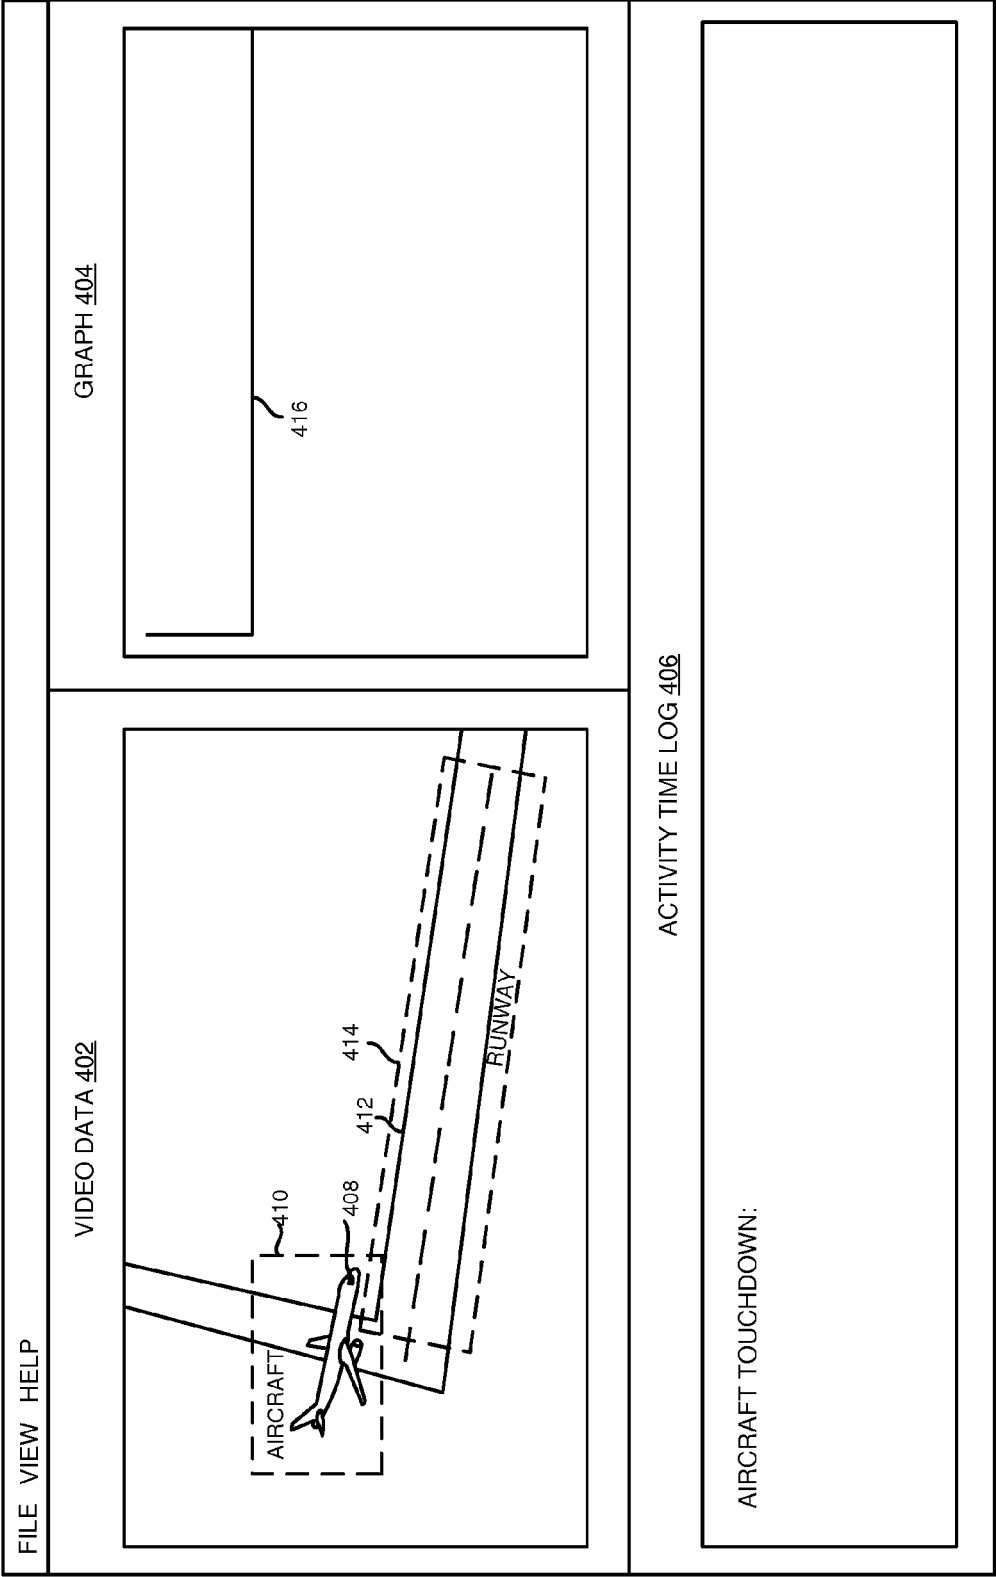 FILE VIEW HELP
VIDEO DATA 402
GRAPH 404
410
AIRCRAFT
408
412
414
RUNWAY
416
ACTIVITY TIME LOG 406
AIRCRAFT TOUCHDOWN: